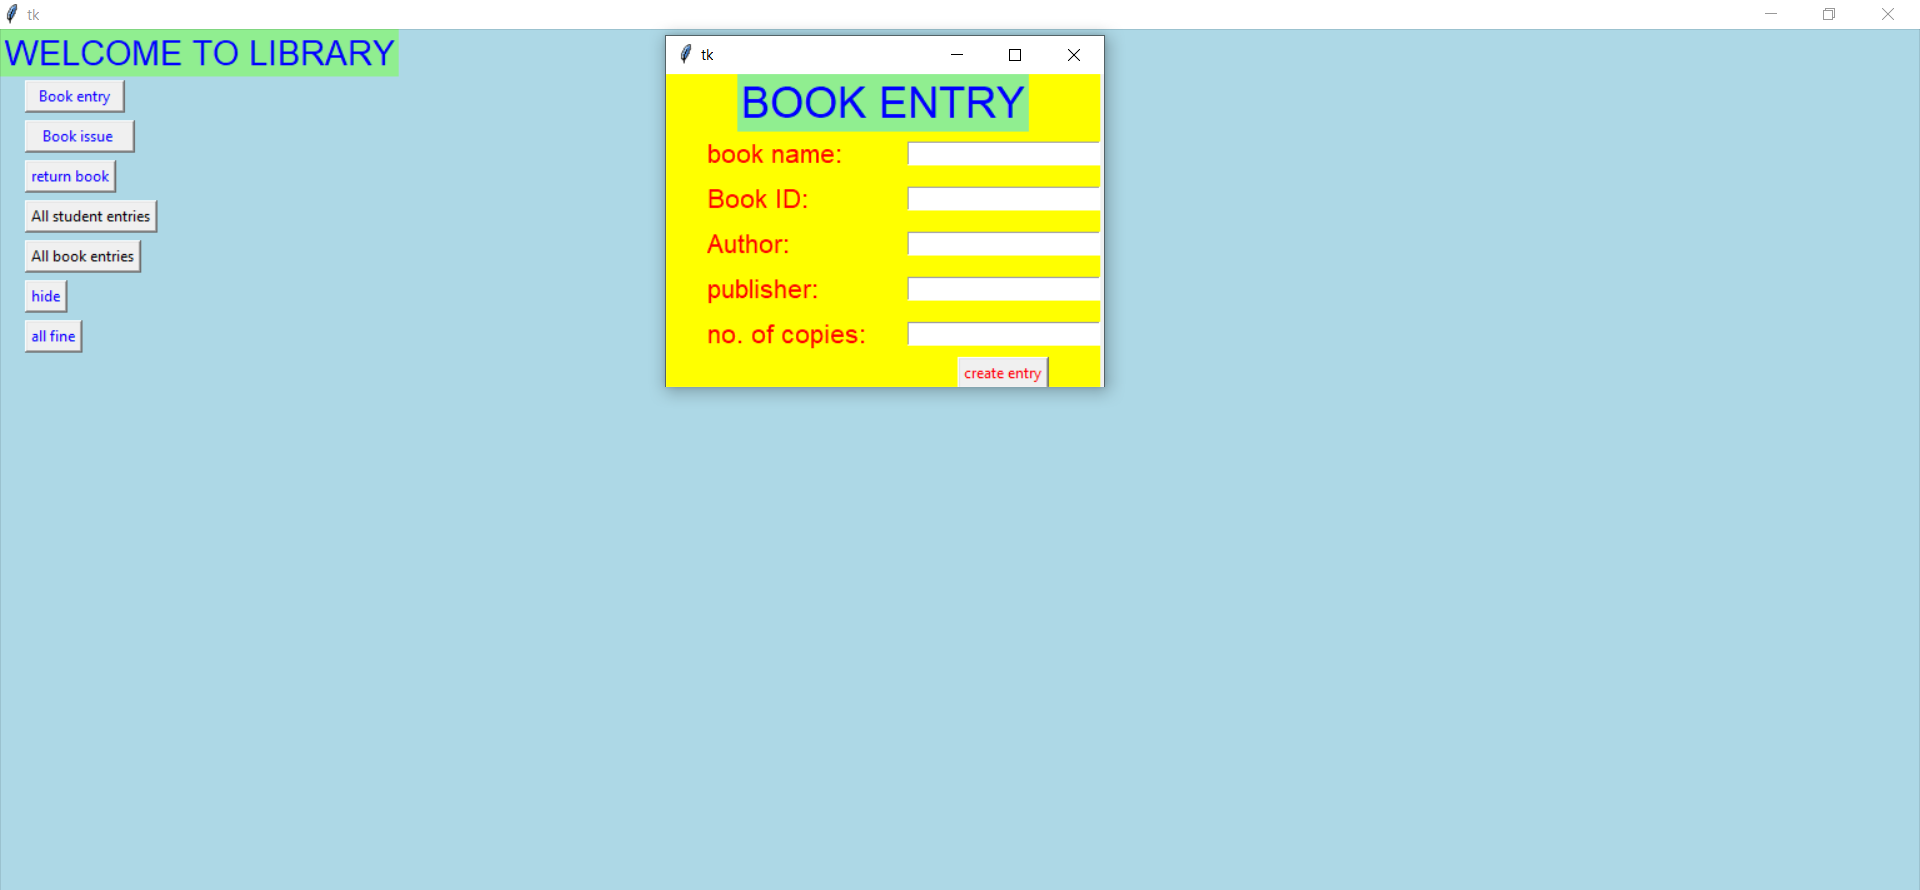 tk
WELCOME TO LIBRARY
Book entry
Book issue
return book
All student entries
All book entries
hide
all fine
tk
BOOK ENTRY
book name:
Book ID:
Author:
publisher:
no. of copies:
create entry